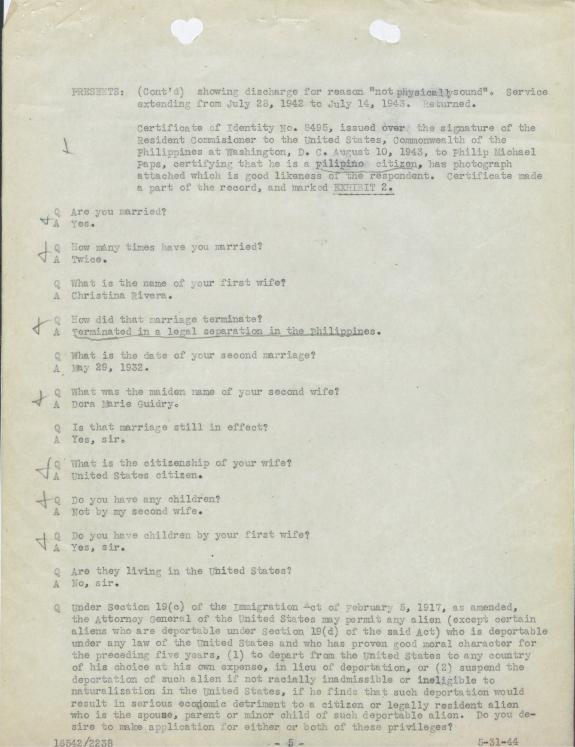 PRESENTS: (Cont'd) showing discharge for reason "not physically sound". Service
extending from July 28, 1942 to July 14, 1943. Returned.
Certificate of Identity No. 8495, issued over the signature of the
Resident Commissioner to the United States, Commonwealth of the
Philippines at Washington, D. C. August 10, 1943, to Philip Michael
Paps, certifying that he is a Filipino citizen, has photograph
attached which is good likeness of the respondent. Certificate made
a part of the record, and marked EXHIBIT 2.
Q Are you married?
A Yes.
Q How many times have you married?
A Twice.
Q What is the name of your first wife?
A Christina Rivera.
Q How did that marriage terminate?
A Terminated in a legal separation in the Philippines.
Q What is the date of your second marriage?
A May 29, 1932.
Q What was the maiden name of your second wife?
A Dora Marie Guidry.
Q Is that marriage still in effect?
A Yes, sir.
Q What is the citizenship of your wife?
A United States citizen.
Q Do you have any children?
A Not by my second wife.
Q Do you have children by your first wife?
A Yes, sir.
Q Are they living in the United States?
A No, sir.
Q Under Section 19(c) of the Immigration Act of February 5, 1917, as amended,
the Attorney General of the United States may permit any alien (except certain
aliens who are deportable under Section 19(d) of the said Act) who is deportable
under any law of the United States and who has proven good moral character for
the preceding five years, (1) to depart from the United States to any country
of his choice at his own expense, in lieu of deportation, or (2) suspend the
deportation of such alien if not racially inadmissible or ineligible to
naturalization in the United States, if he finds that such deportation would
result in serious economic detriment to a citizen or legally resident alien
who is the spouse, parent or minor child of such deportable alien. Do you de-
sire to make application for either or both of these privileges?
16542/2238 - 5 - 5-31-44